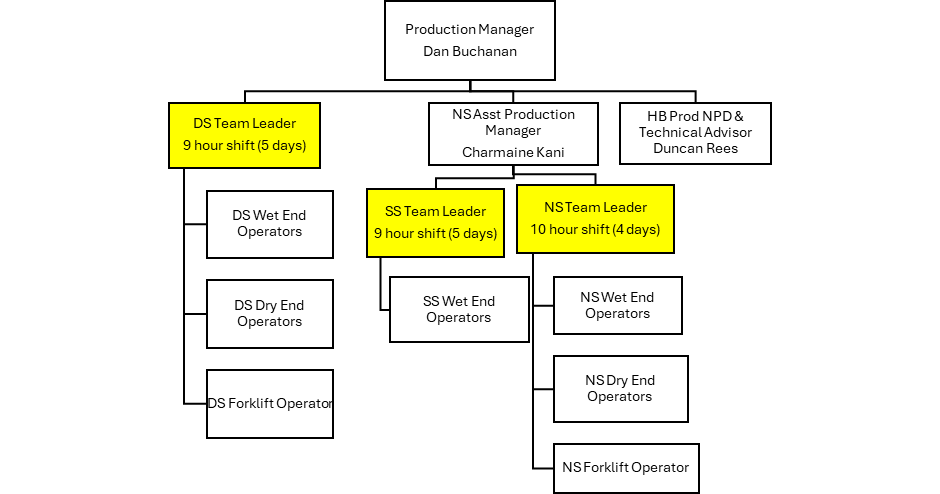 Production Manager
Dan Buchanan
DS Team Leader
9 hour shift (5 days)
NS Asst Production
Manager
Charmaine Kani
HB Prod NPD &
Technical Advisor
Duncan Rees
SS Team Leader
9 hour shift (5 days)
NS Team Leader
10 hour shift (4 days)
DS Wet End
Operators
DS Dry End
Operators
DS Forklift Operator
SS Wet End
Operators
NS Wet End
Operators
NS Dry End
Operators
NS Forklift Operator